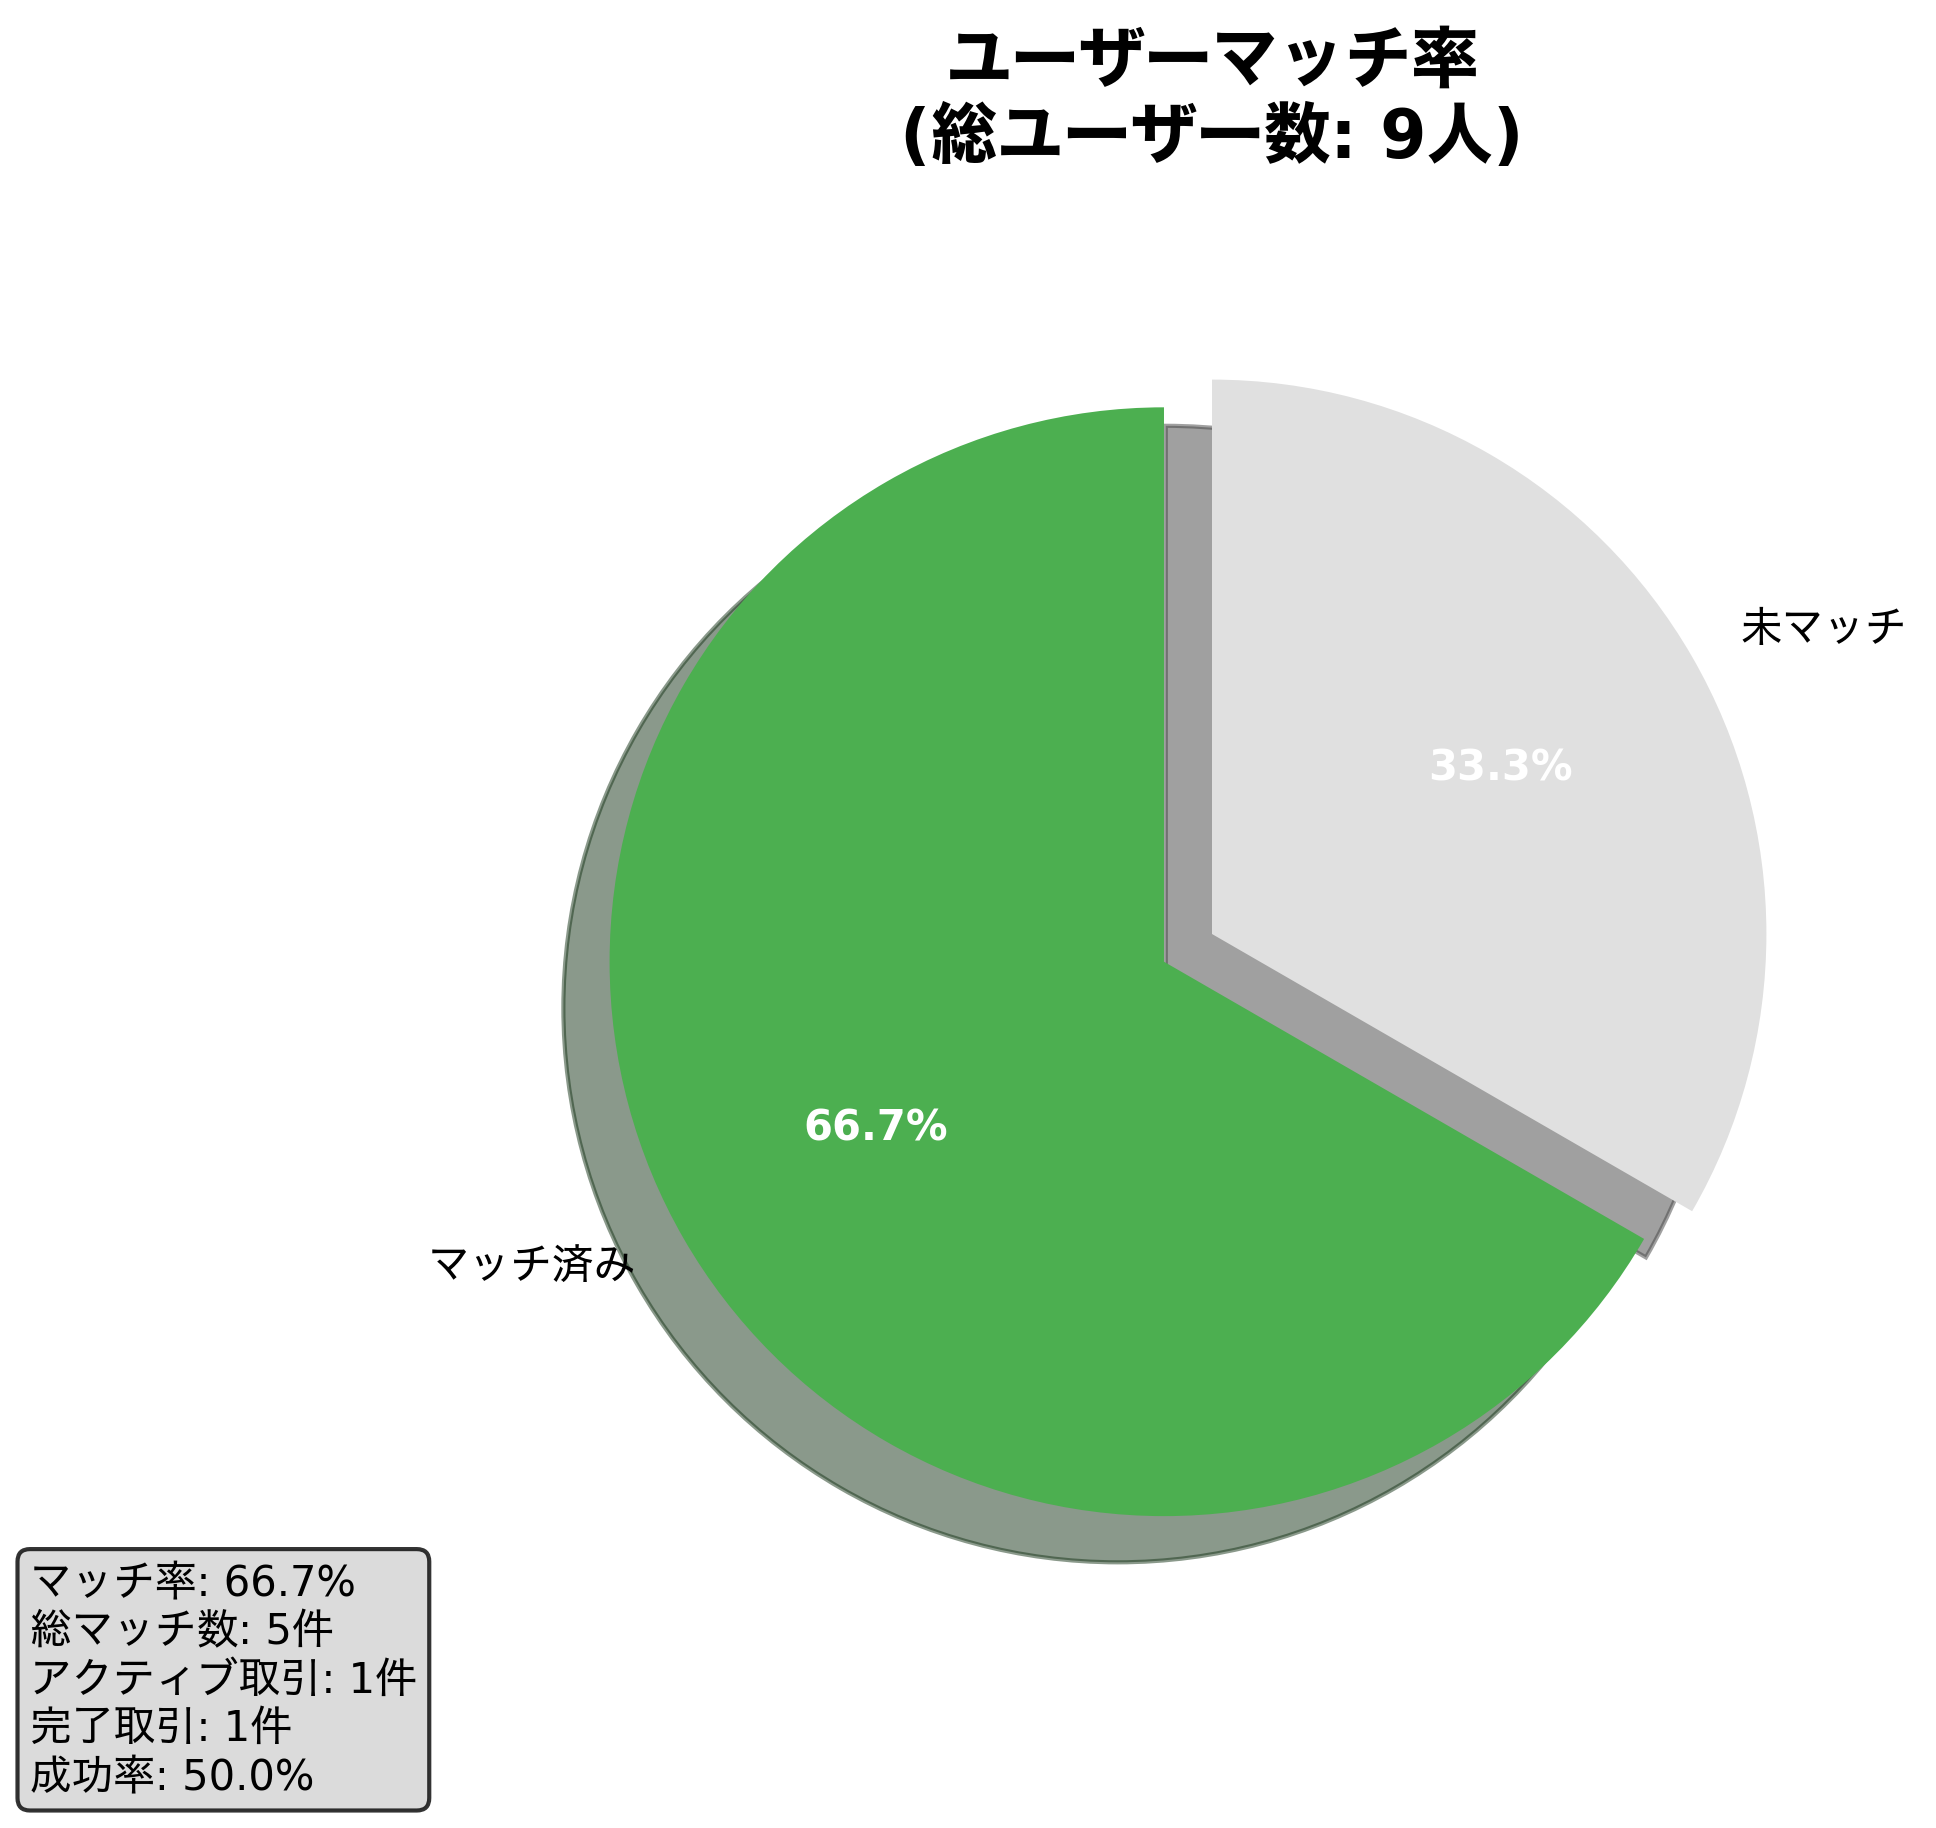 ユーザーマッチ率
(総ユーザー数: 9人)
未マッチ
33.3%
66.7%
マッチ済み
マッチ率: 66.7%
総マッチ数: 5件
アクティブ取引: 1件
完了取引: 1件
成功率: 50.0%